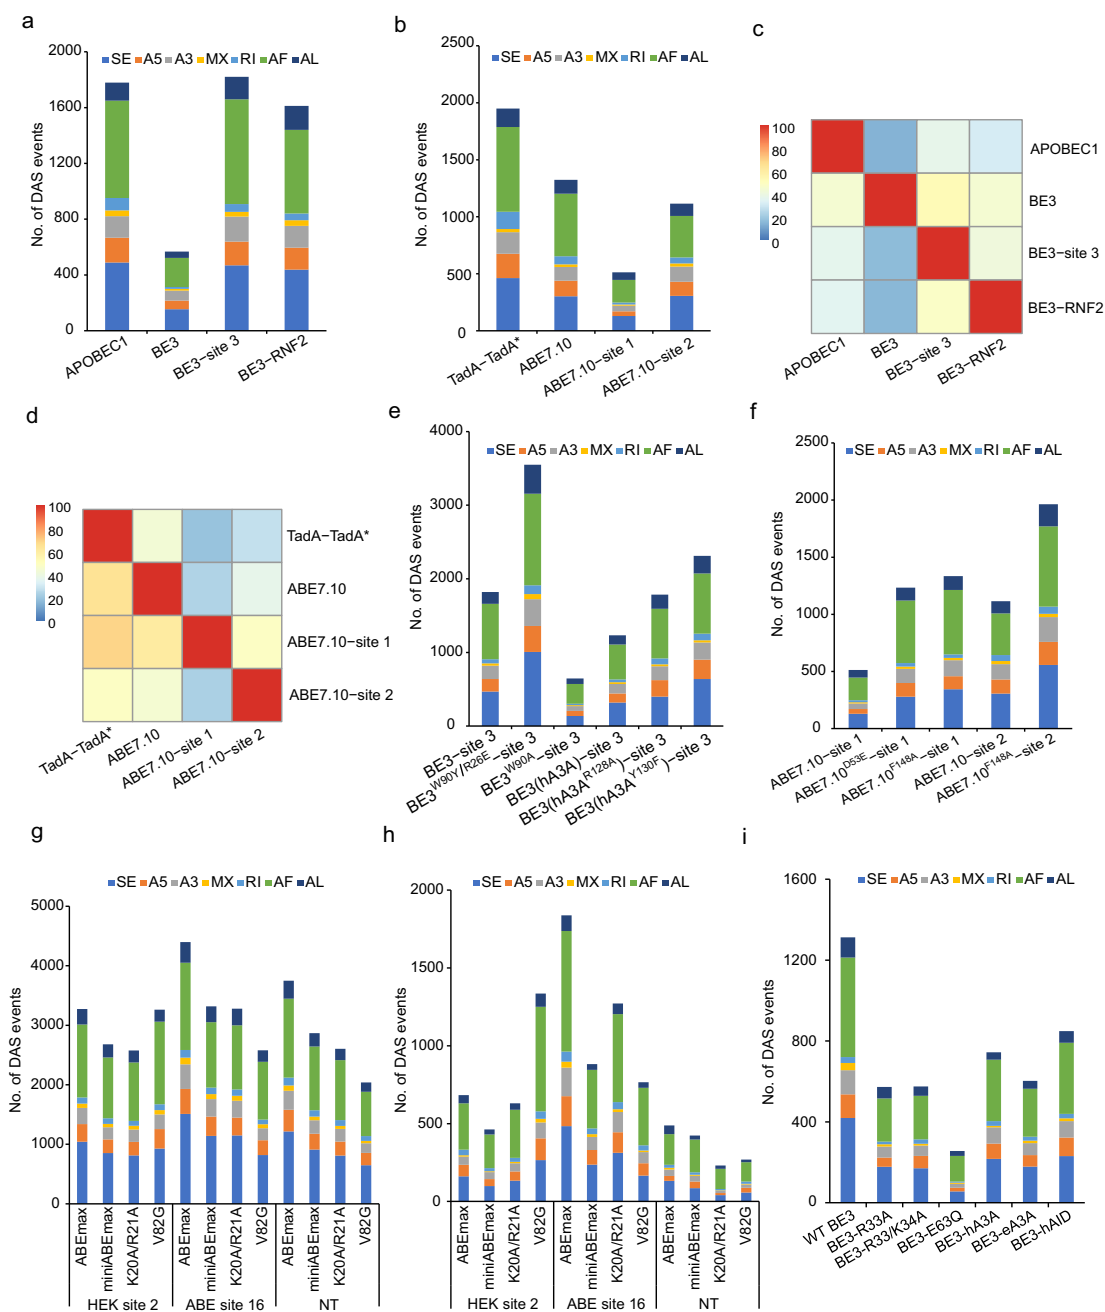 a
2000
1600
1200
800
400
0
No. of DAS events
SE A5 A3 MX RI AF AL
APOBEC1
BE3
BE3−site 3
BE3−RNF2
b
2500
2000
1500
1000
500
0
No. of DAS events
SE A5 A3 MX RI AF AL
TadA−TadA*
ABE7.10
ABE7.10−site 1
ABE7.10−site 2
c
100
80
60
40
20
0
APOBEC1
BE3
BE3−site 3
BE3−RNF2
APOBEC1
BE3
BE3−site 3
BE3−RNF2
d
100
80
60
40
20
0
TadA−TadA*
ABE7.10
ABE7.10−site 1
ABE7.10−site 2
TadA−TadA*
ABE7.10
ABE7.10−site 1
ABE7.10−site 2
e
4000
3000
2000
1000
0
No. of DAS events
SE A5 A3 MX RI AF AL
BE3−site 3
BE3W90Y/R26E−site 3
BE3W90A−site 3
BE3(hA3A)−site 3
BE3(hA3AR128A)−site 3
BE3(hA3AY130F)−site 3
f
2500
2000
1500
1000
500
0
No. of DAS events
SE A5 A3 MX RI AF AL
ABE7.10−site 1
ABE7.10D53E−site 1
ABE7.10F148A−site 1
ABE7.10−site 2
ABE7.10F148A−site 2
g
5000
4000
3000
2000
1000
0
No. of DAS events
SE A5 A3 MX RI AF AL
ABEmax
miniABEmax
K20A/R21A
V82G
ABEmax
miniABEmax
K20A/R21A
V82G
ABEmax
miniABEmax
K20A/R21A
V82G
HEK site 2 ABE site 16 NT
h
2000
1500
1000
500
0
No. of DAS events
SE A5 A3 MX RI AF AL
ABEmax
miniABEmax
K20A/R21A
V82G
ABEmax
miniABEmax
K20A/R21A
V82G
ABEmax
miniABEmax
K20A/R21A
V82G
HEK site 2 ABE site 16 NT
i
1600
1200
800
400
0
No. of DAS events
SE A5 A3 MX RI AF AL
WT BE3
BE3-R33A
BE3-R33/K34A
BE3-E63Q
BE3-hA3A
BE3-eA3A
BE3-hAID